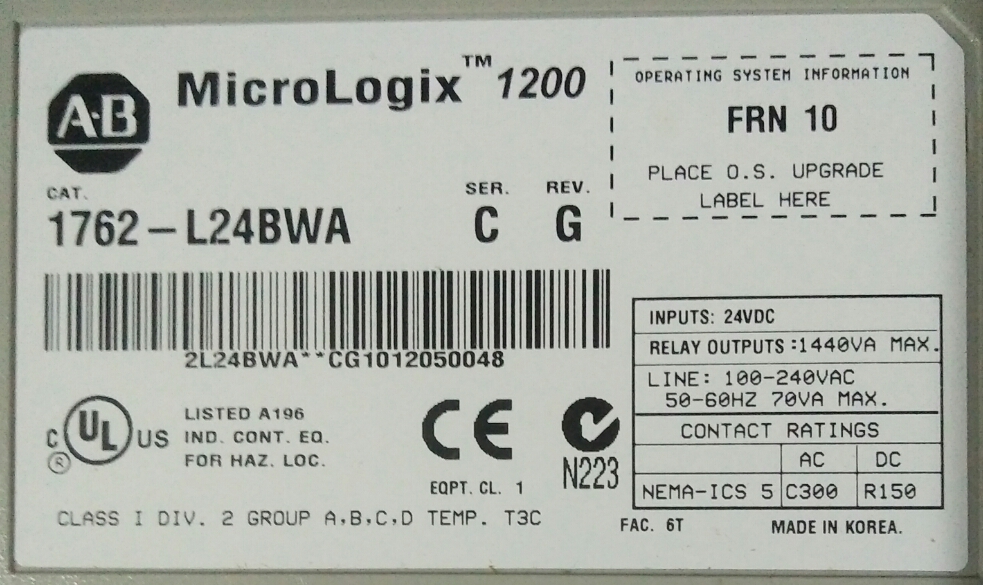 A·B
MicroLogix™ 1200
OPERATING SYSTEM INFORMATION
FRN 10
PLACE O.S. UPGRADE
LABEL HERE
CAT. SER. REV.
1762-L24BWA C G
2L24BWA**CG1012050048
INPUTS: 24VDC
RELAY OUTPUTS:1440VA MAX.
LINE: 100-240VAC
50-60HZ 70VA MAX.
CONTACT RATINGS
AC DC
NEMA-ICS 5 C300 R150
C UL US ®
LISTED A196
IND. CONT. EQ.
FOR HAZ. LOC.
CE
EQPT. CL. 1
N223
CLASS I DIV. 2 GROUP A,B,C,D TEMP. T3C
FAC. 6T MADE IN KOREA.